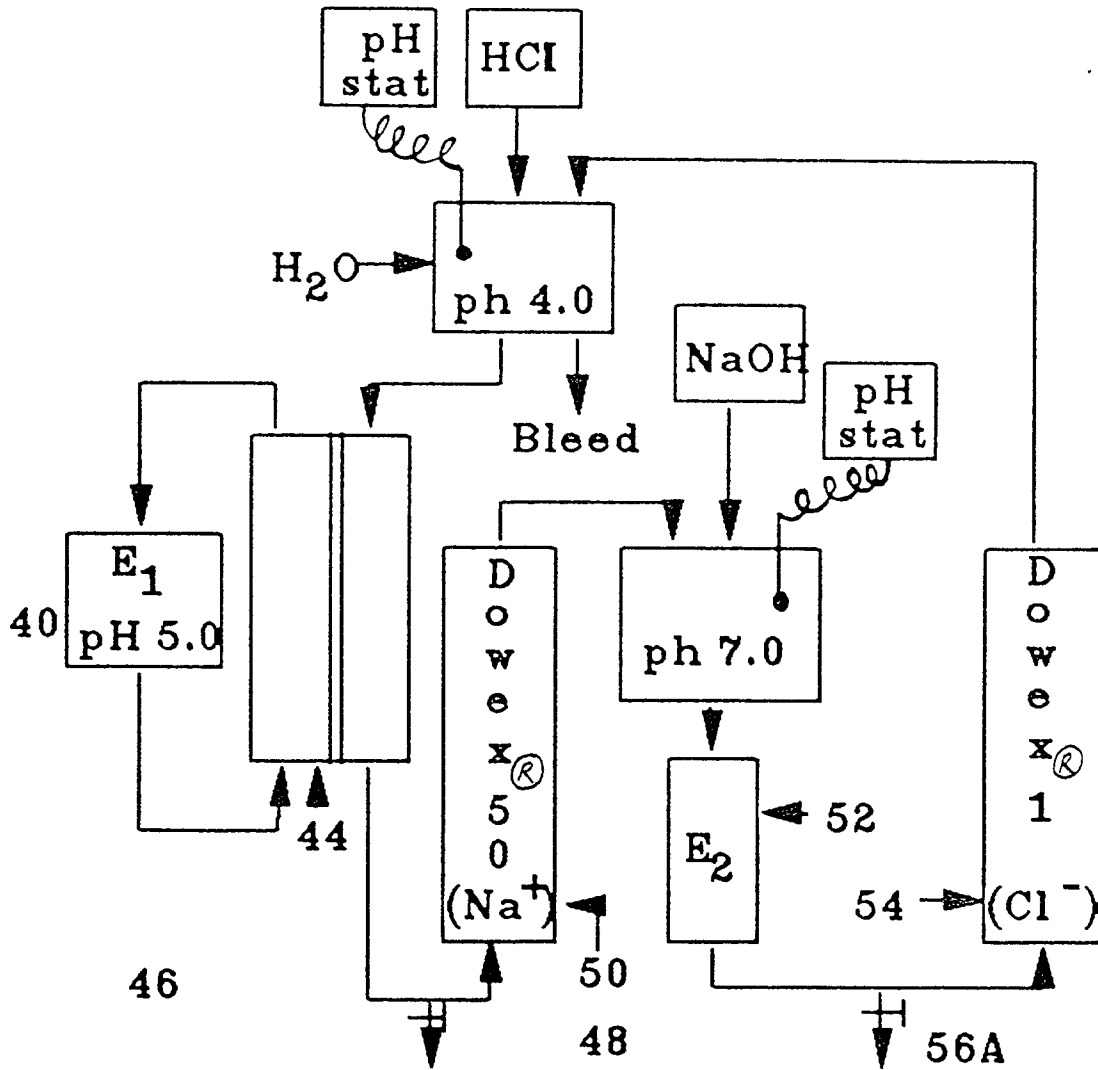 pH
stat
HCl
H2O
ph 4.0
NaOH
pH
stat
Bleed
E1
pH 5.0
40
44
Dowex® 50
(Na+)
50
46
48
ph 7.0
E2
52
Dowex® 1
(Cl-)
54
56A